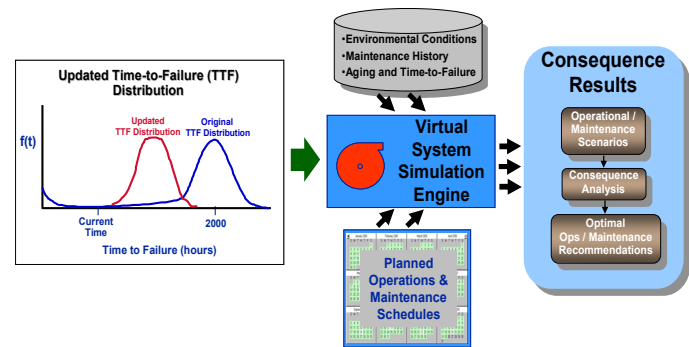 Updated Time-to-Failure (TTF)
Distribution
f(t)
Updated
TTF Distribution
Original
TTF Distribution
Current
Time
2000
Time to Failure (hours)
•Environmental Conditions
•Maintenance History
•Aging and Time-to-Failure
Virtual
System
Simulation
Engine
Planned
Operations &
Maintenance
Schedules
Consequence
Results
Operational /
Maintenance
Scenarios
Consequence
Analysis
Optimal
Ops / Maintenance
Recommendations